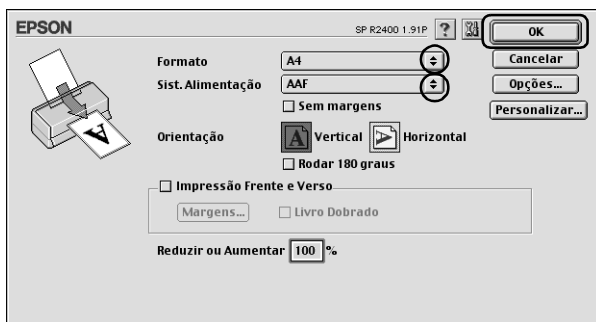 EPSON
SP R2400 1.91P
?
OK
Formato A4
Cancelar
Sist. Alimentação AAF
Opções...
Sem margens
Personalizar...
Orientação Vertical Horizontal
Rodar 180 graus
Impressão Frente e Verso
Margens... Livro Dobrado
Reduzir ou Aumentar 100 %